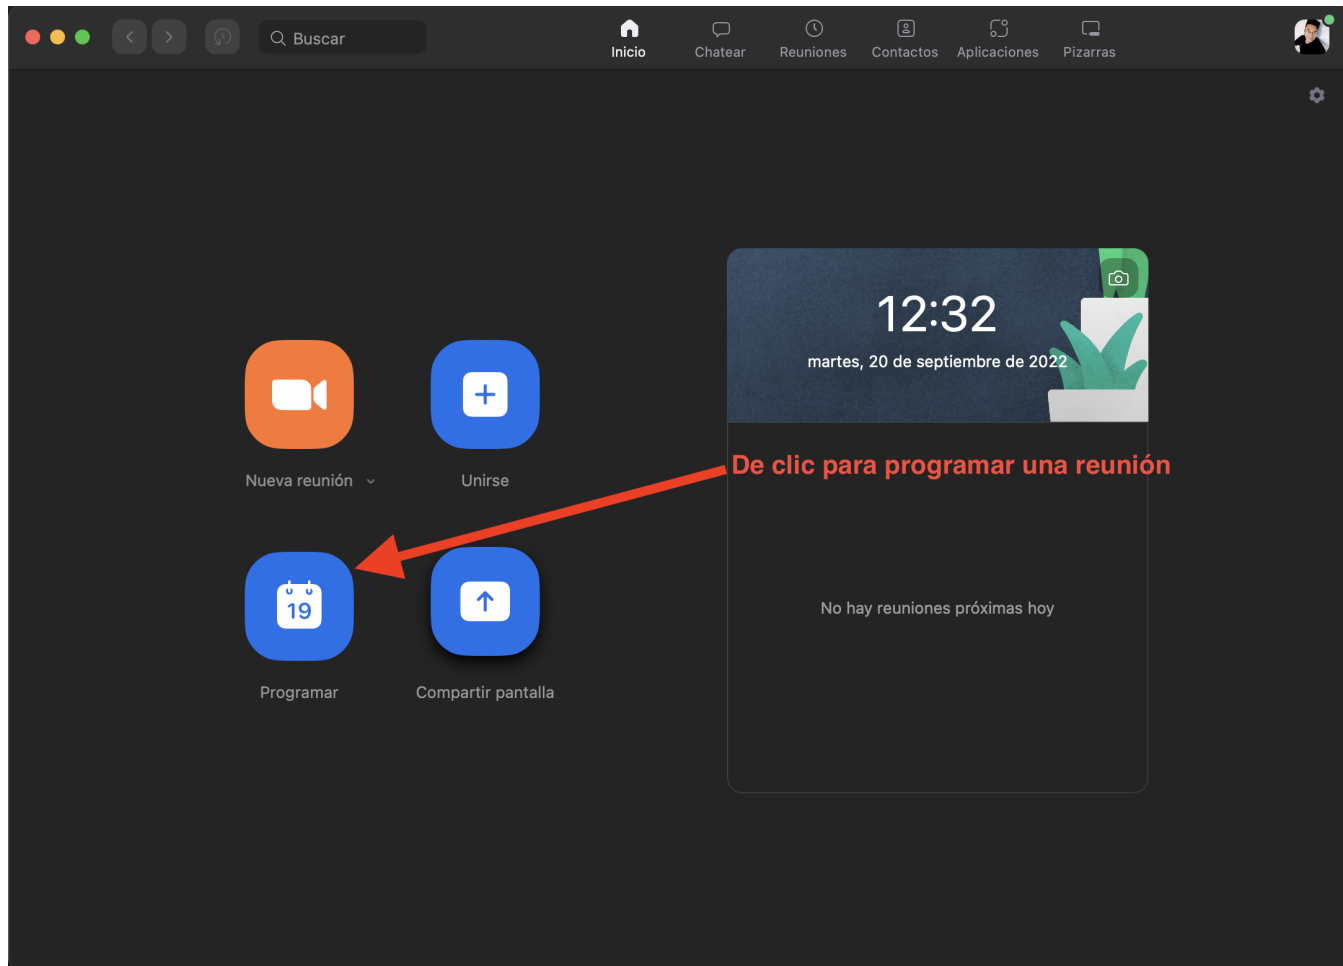 Buscar
Inicio
Chatear
Reuniones
Contactos
Aplicaciones
Pizarras
12:32
martes, 20 de septiembre de 2022
De clic para programar una reunión
Nueva reunión
Unirse
19
No hay reuniones próximas hoy
Programar
Compartir pantalla